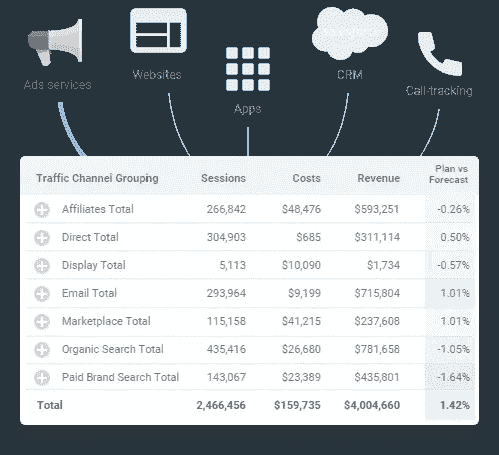 Ads services
Websites
Apps
CRM
Call-tracking
Traffic Channel Grouping Sessions Costs Revenue Plan vs Forecast
Affiliates Total 266,842 $48,476 $593,251 -0.26%
Direct Total 304,903 $685 $311,114 0.50%
Display Total 5,113 $10,090 $1,734 -0.57%
Email Total 293,964 $9,199 $715,804 1.01%
Marketplace Total 115,158 $41,215 $237,608 1.01%
Organic Search Total 435,416 $26,680 $781,658 -1.05%
Paid Brand Search Total 143,067 $23,389 $435,801 -1.64%
Total 2,466,456 $159,735 $4,004,660 1.42%